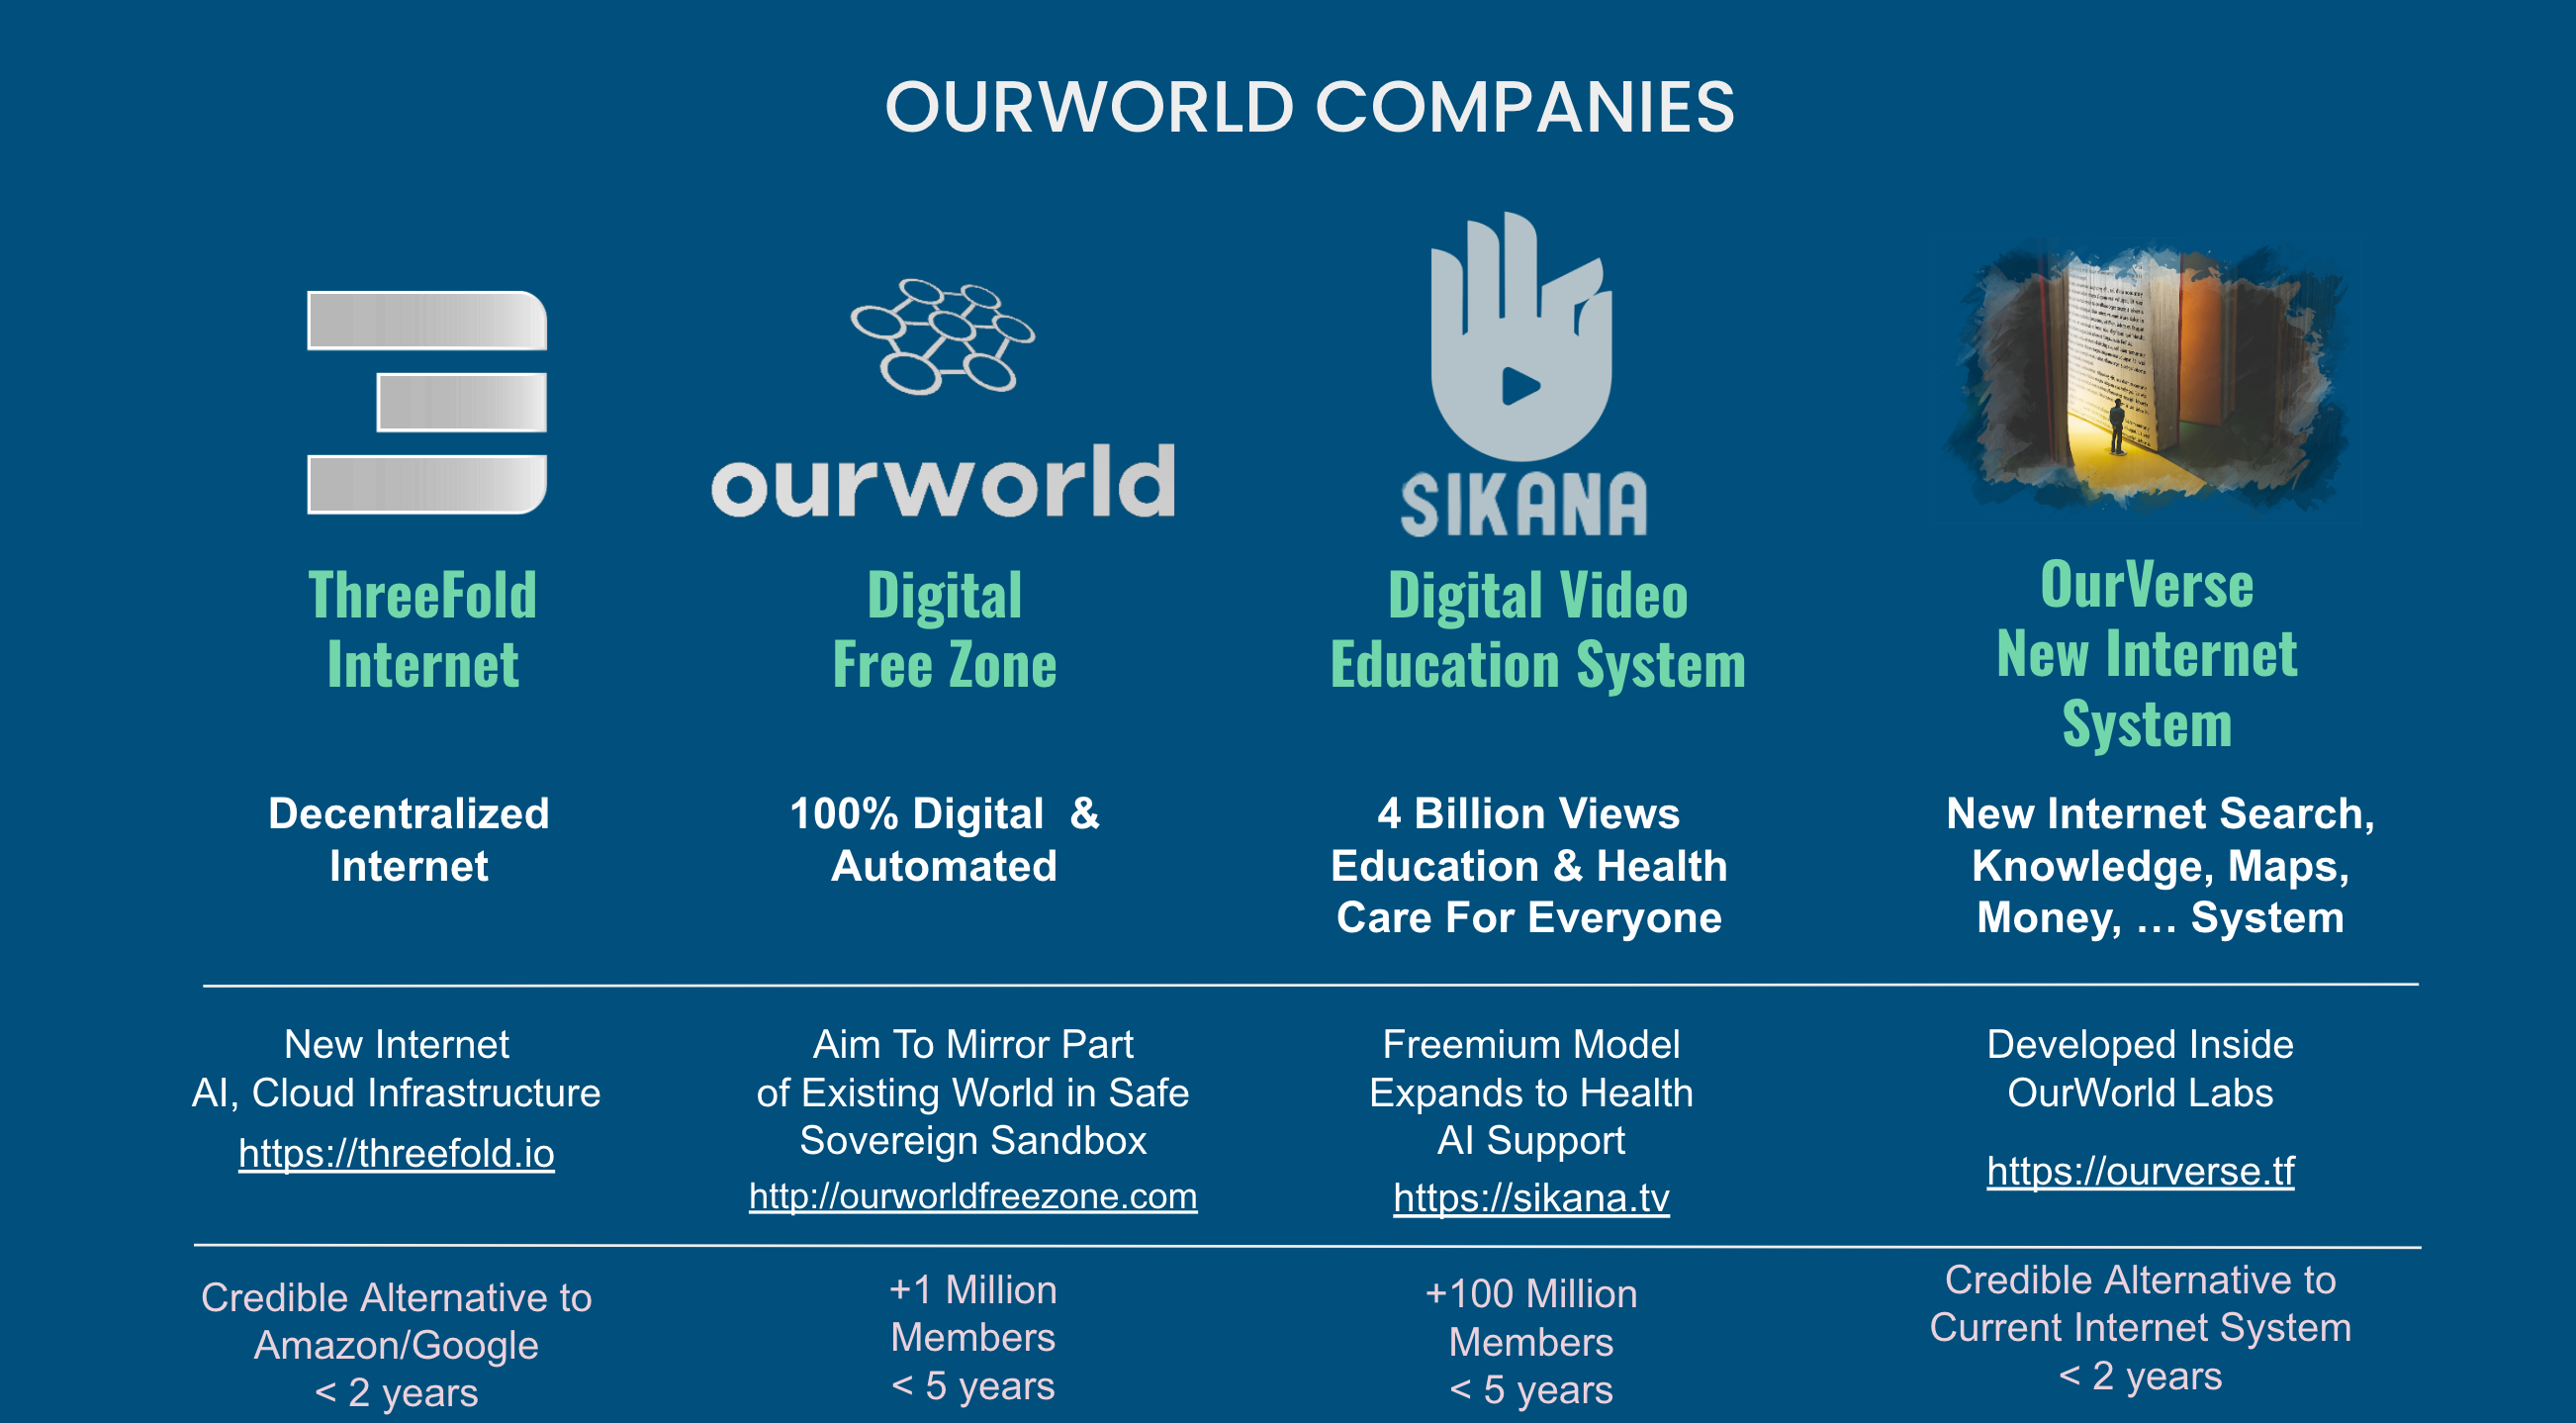 OURWORLD COMPANIES
ourworld
SIKANA
ThreeFold
Internet
Digital
Free Zone
Digital Video
Education System
OurVerse
New Internet
System
Decentralized
Internet
100% Digital  &
Automated
4 Billion Views
Education & Health
Care For Everyone
New Internet Search,
Knowledge, Maps,
Money, … System
New Internet
AI, Cloud Infrastructure
https://threefold.io
Aim To Mirror Part
of Existing World in Safe
Sovereign Sandbox
http://ourworldfreezone.com
Freemium Model
Expands to Health
AI Support
https://sikana.tv
Developed Inside
OurWorld Labs
https://ourverse.tf
Credible Alternative to
Amazon/Google
< 2 years
+1 Million
Members
< 5 years
+100 Million
Members
< 5 years
Credible Alternative to
Current Internet System
< 2 years